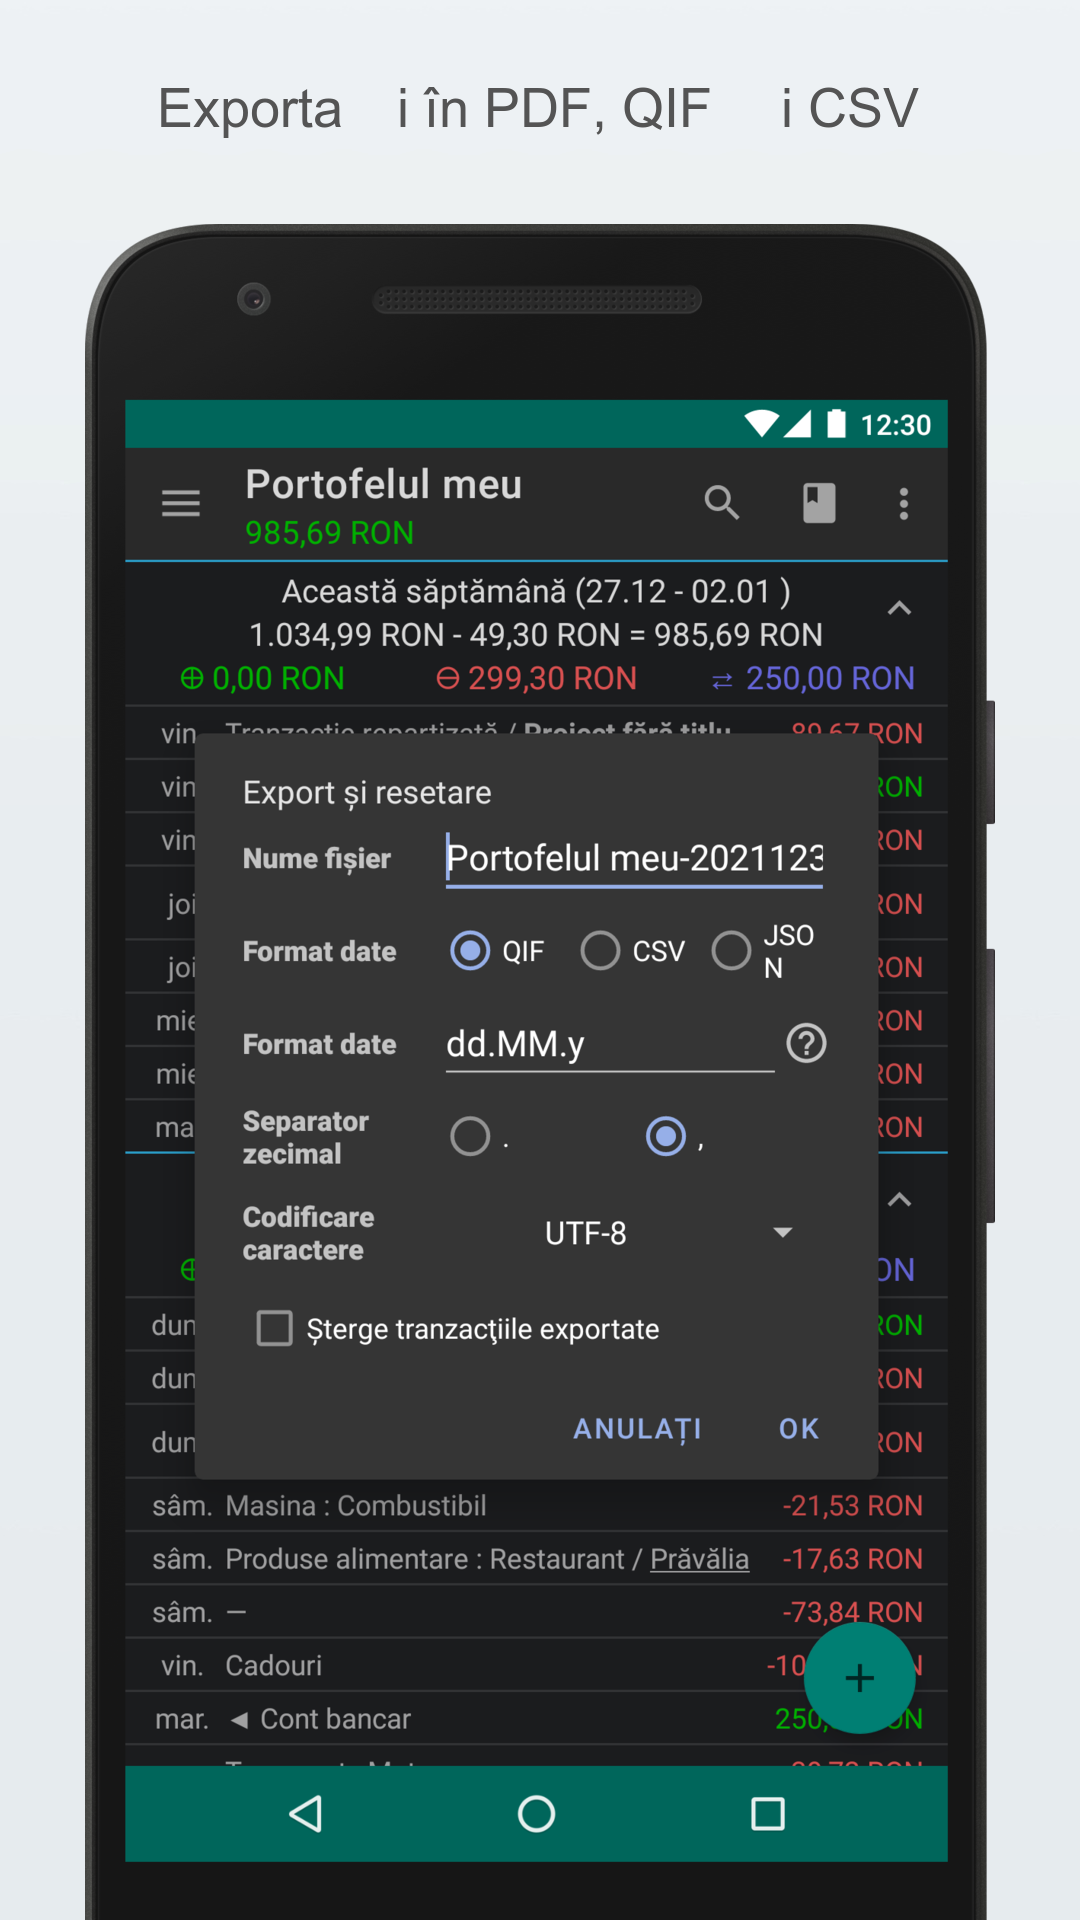 Exporta i în PDF, QIF i CSV
12:30
Portofelul meu
985,69 RON
Această săptămână (27.12 - 02.01 )
1.034,99 RON - 49,30 RON = 985,69 RON
0,00 RON 299,30 RON 250,00 RON
vin. Tranzacție repartizată / Proiect fără titlu 89,67 RON
vin RON
vin RON
joi RON
joi RON
mie RON
mie RON
ma RON
Export și resetare
Nume fișier Portofelul meu-2021123
Format date QIF CSV JSON
Format date dd.MM.y
Separator zecimal . ,
Codificare caractere UTF-8
Șterge tranzacţiile exportate
ANULAȚI OK
ON
dun RON
dun RON
dun RON
sâm. Masina : Combustibil -21,53 RON
sâm. Produse alimentare : Restaurant / Prăvălia -17,63 RON
sâm. — -73,84 RON
vin. Cadouri -10
mar. ◄ Cont bancar 250, ON